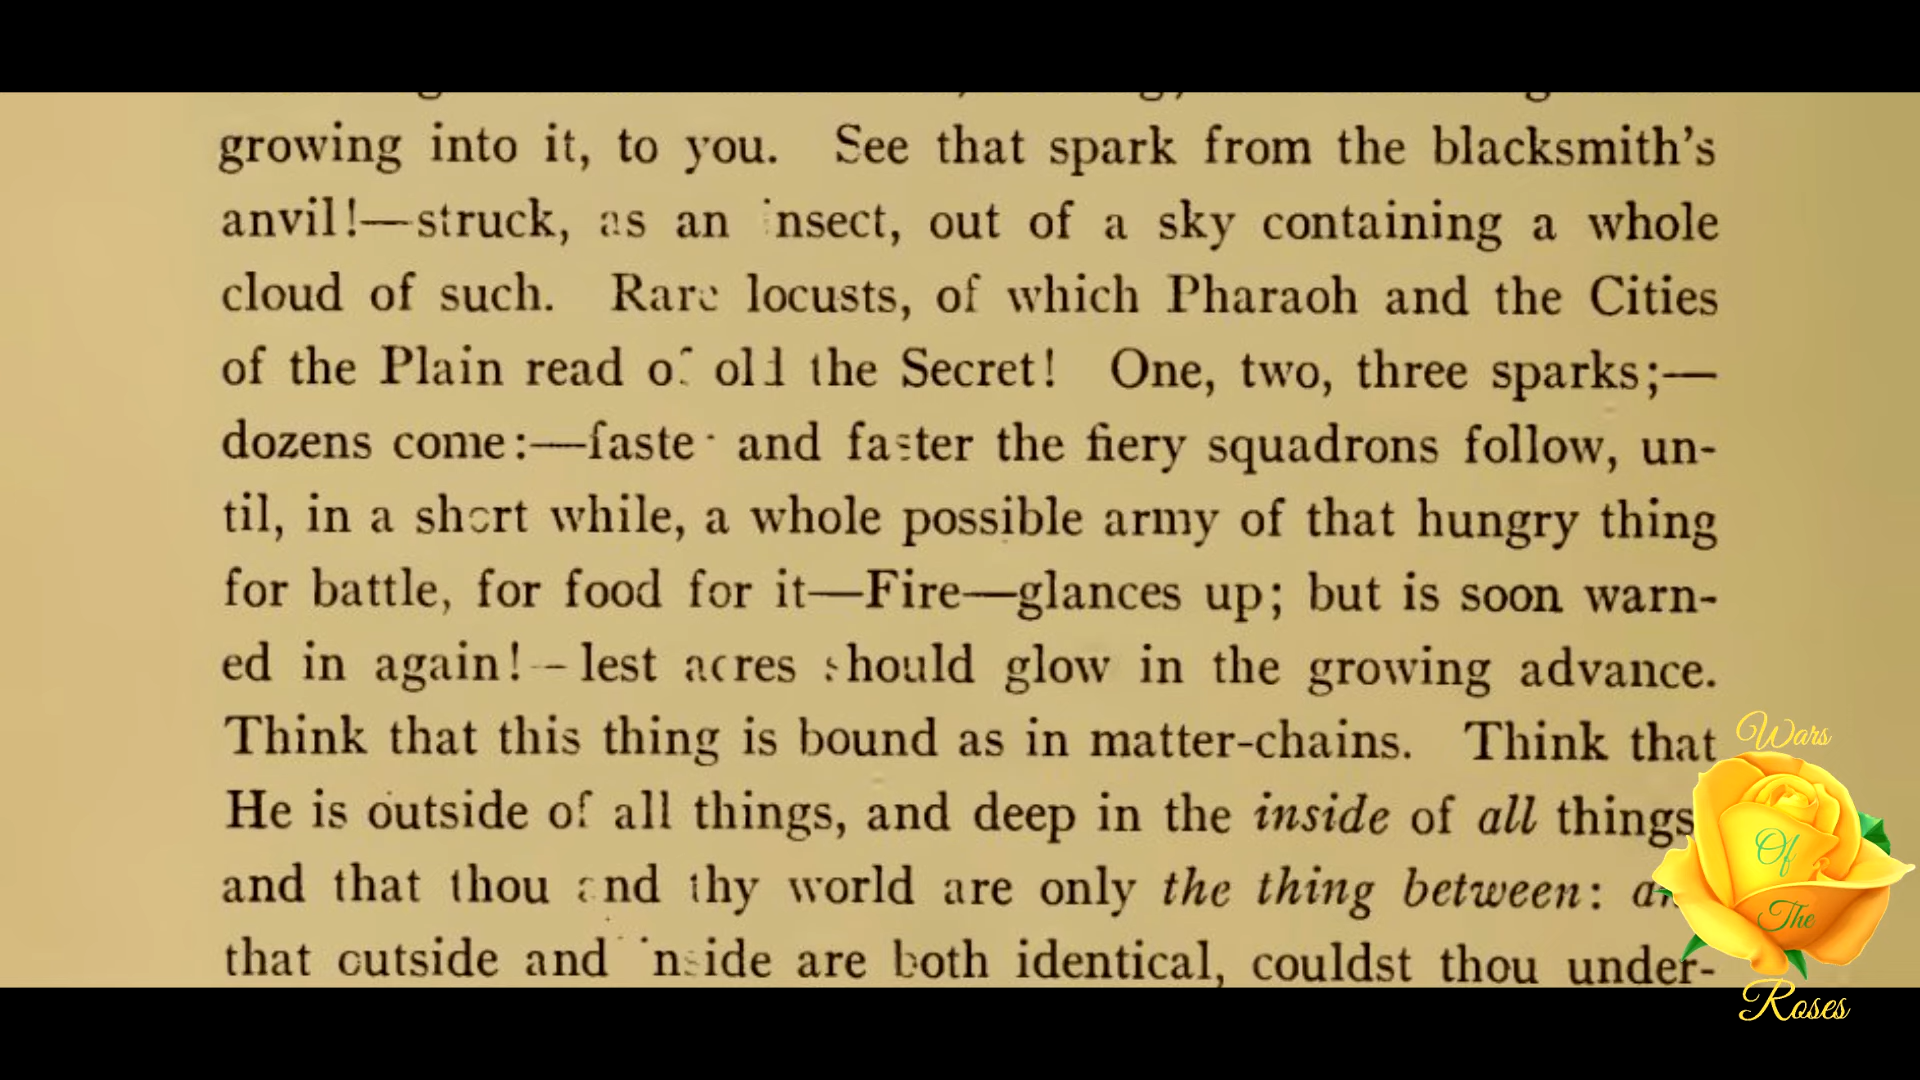 growing into it, to you. See that spark from the blacksmith's
anvil!—struck, as an insect, out of a sky containing a whole
cloud of such. Rare locusts, of which Pharaoh and the Cities
of the Plain read of old the Secret! One, two, three sparks;—
dozens come:—faster and faster the fiery squadrons follow, un-
til, in a short while, a whole possible army of that hungry thing
for battle, for food for it—Fire—glances up; but is soon warn-
ed in again!—lest acres should glow in the growing advance.
Think that this thing is bound as in matter-chains. Think that
He is outside of all things, and deep in the inside of all things
and that thou and thy world are only the thing between:
that outside and inside are both identical, couldst thou under-
Wars
Of
The
Roses